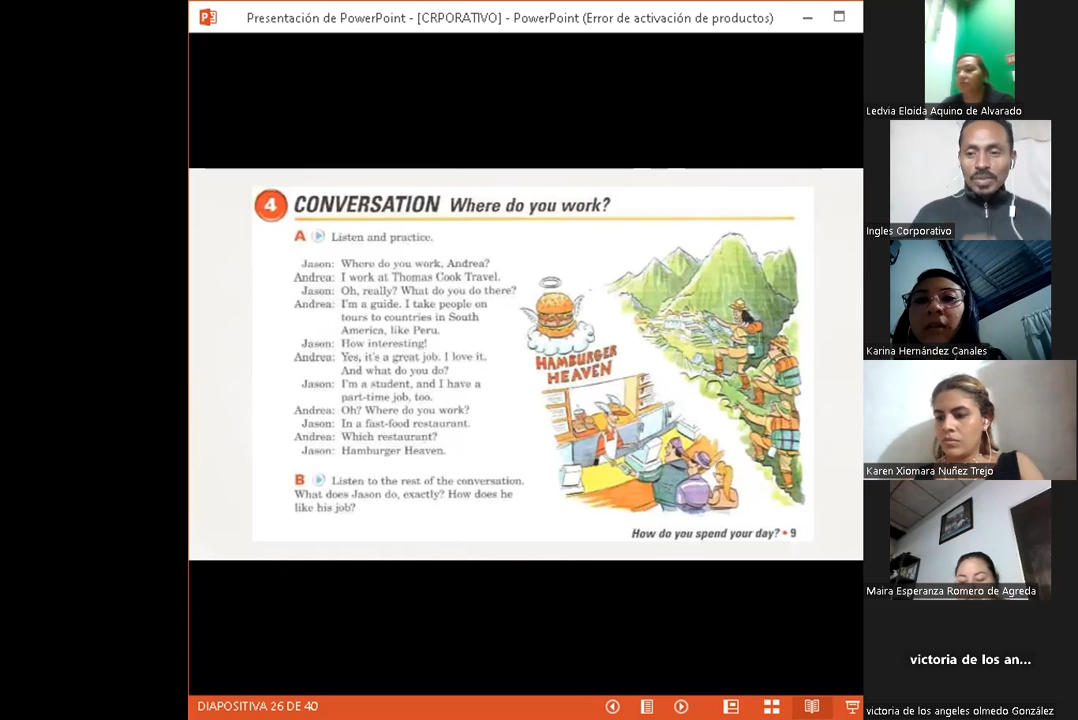 Presentación de PowerPoint - [CRPORATIVO] - PowerPoint (Error de activación de productos)
4 CONVERSATION Where do you work?
A Listen and practice.
Jason: Where do you work, Andrea?
Andrea: I work at Thomas Cook Travel.
Jason: Oh, really? What do you do there?
Andrea: I'm a guide. I take people on
tours to countries in South
America, like Peru.
Jason: How interesting!
Andrea: Yes, it's a great job. I love it.
And what do you do?
Jason: I'm a student, and I have a
part-time job, too.
Andrea: Oh? Where do you work?
Jason: In a fast-food restaurant.
Andrea: Which restaurant?
Jason: Hamburger Heaven.
HAMBURGER
HEAVEN
B Listen to the rest of the conversation.
What does Jason do, exactly? How does he
like his job?
How do you spend your day? • 9
DIAPOSITIVA 26 DE 40
Ledvia Eloida Aquino de Alvarado
Ingles Corporativo
Karina Hernández Canales
Karen Xiomara Nuñez Trejo
Maira Esperanza Romero de Agreda
victoria de los an...
victoria de los angeles olmedo González